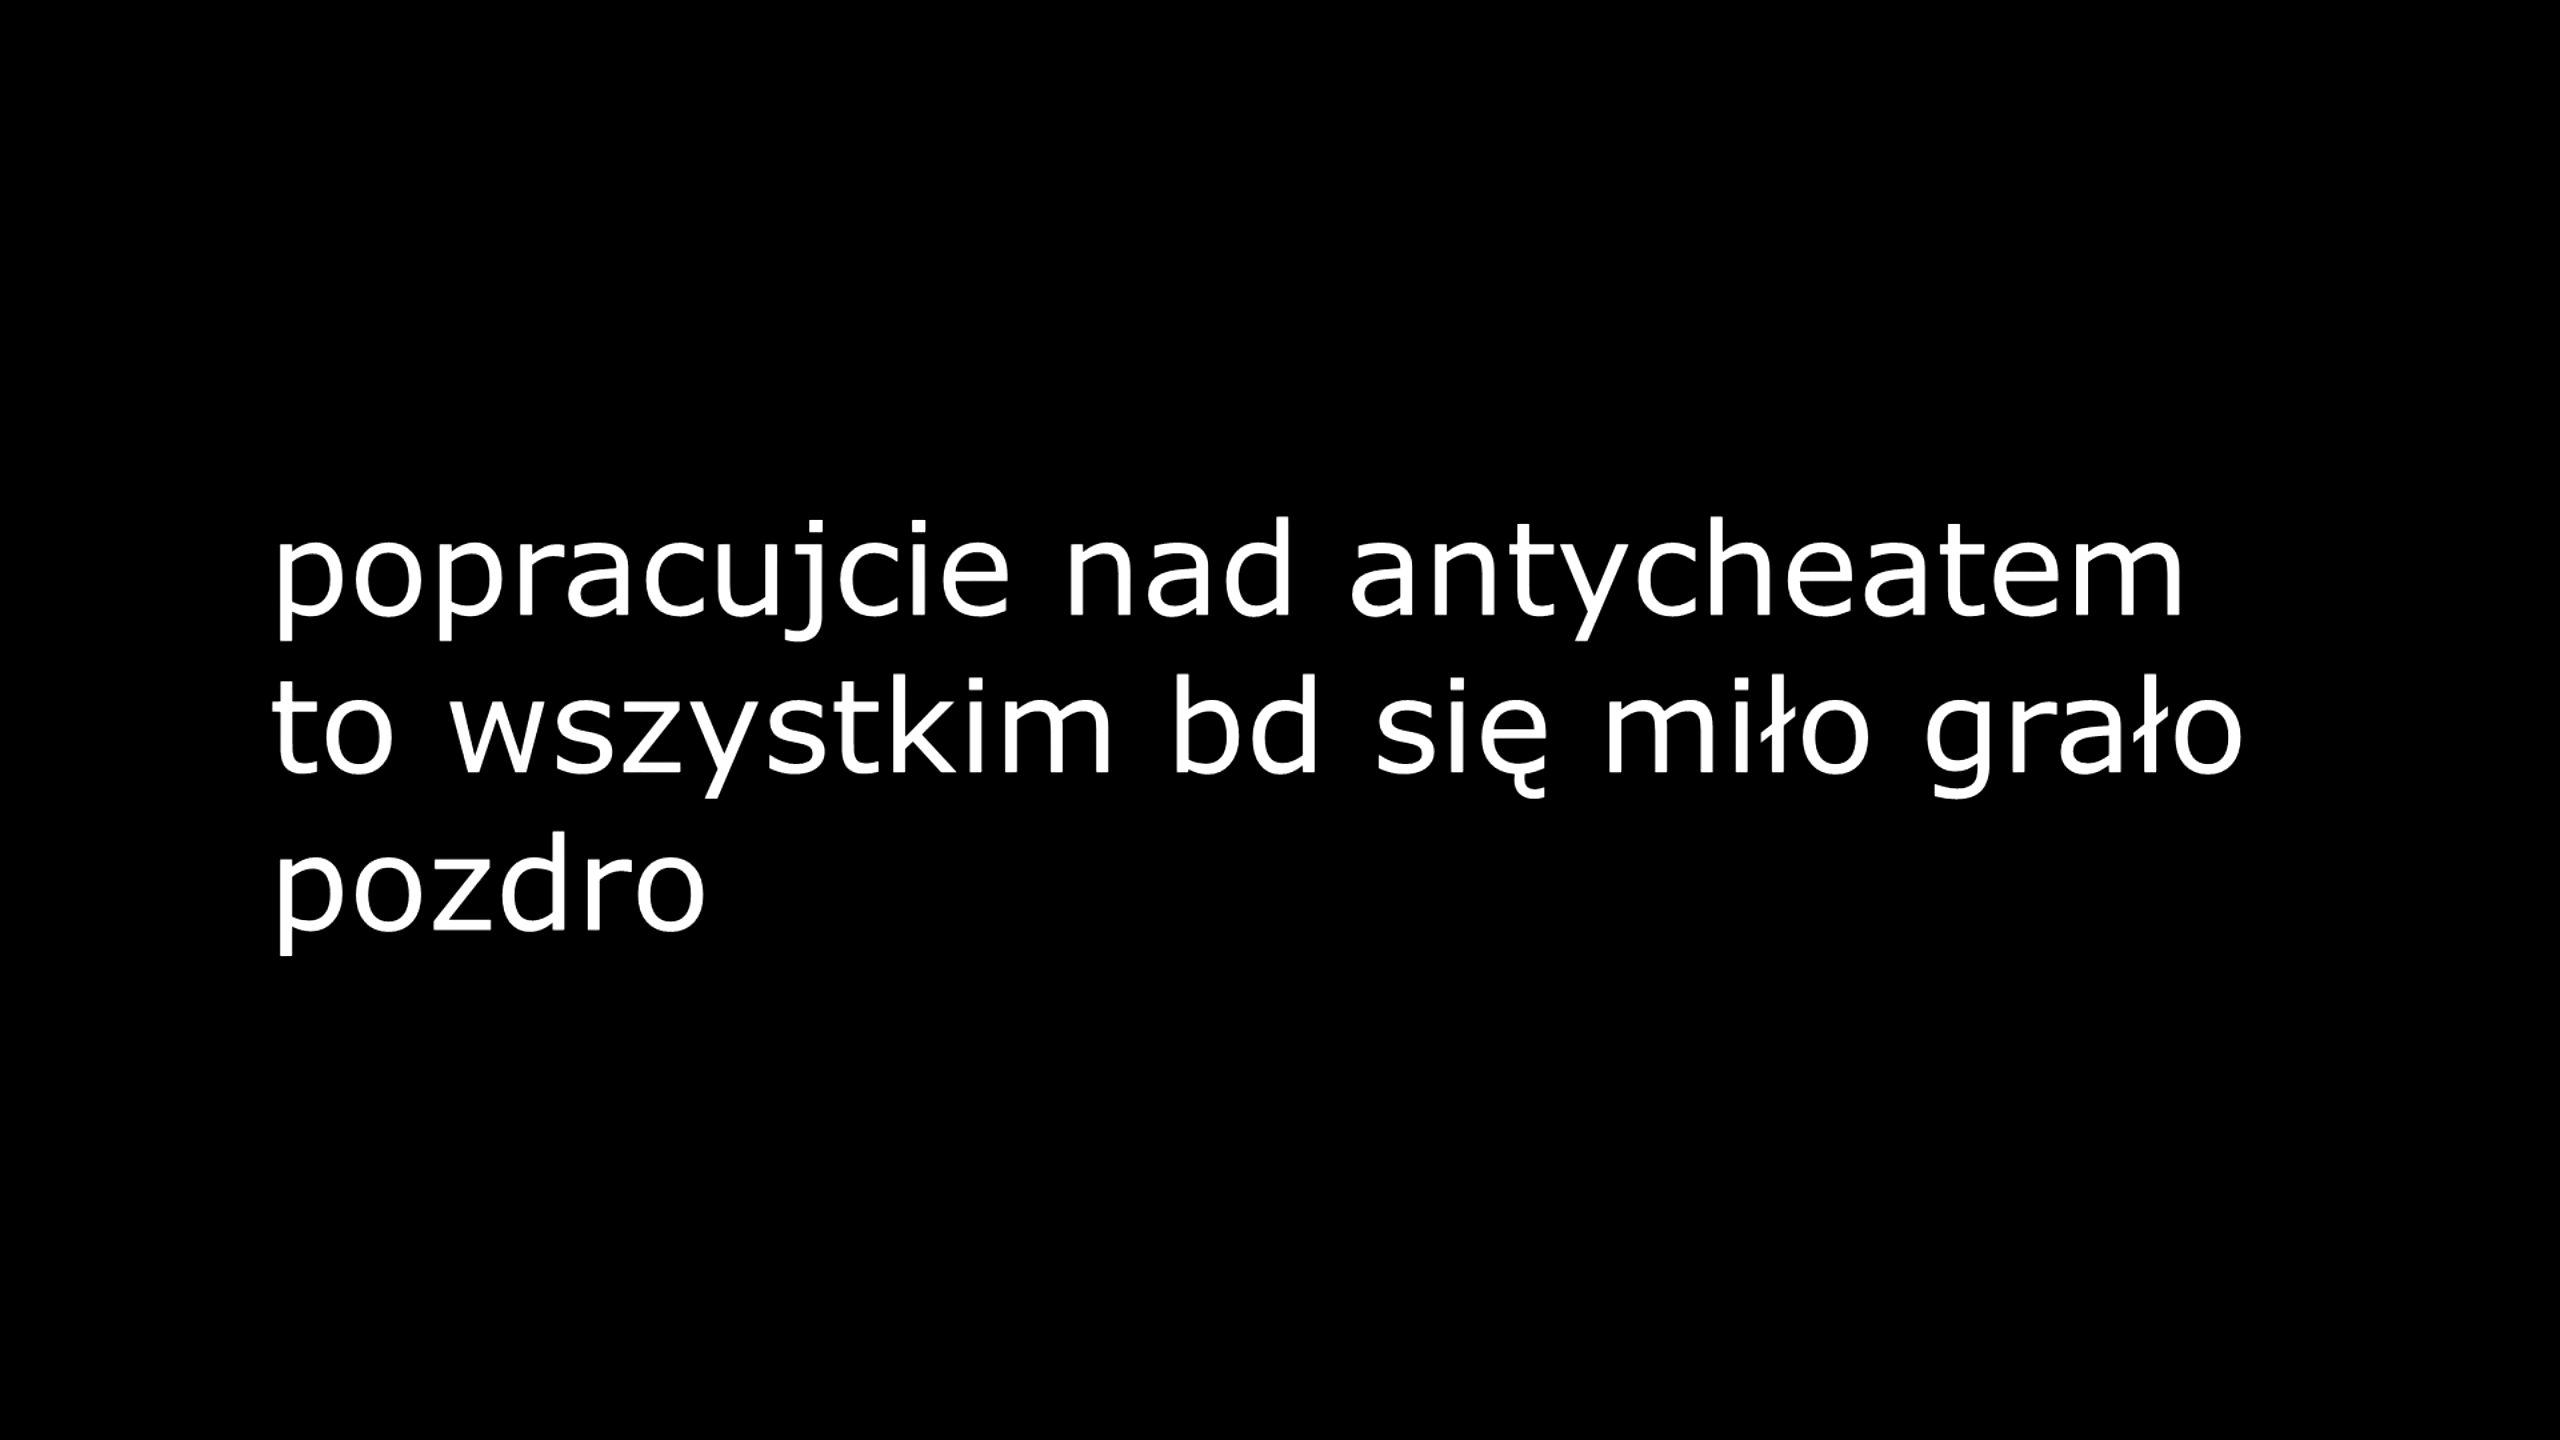 popracujcie nad antycheatem
to wszystkim bd się miło grało
pozdro